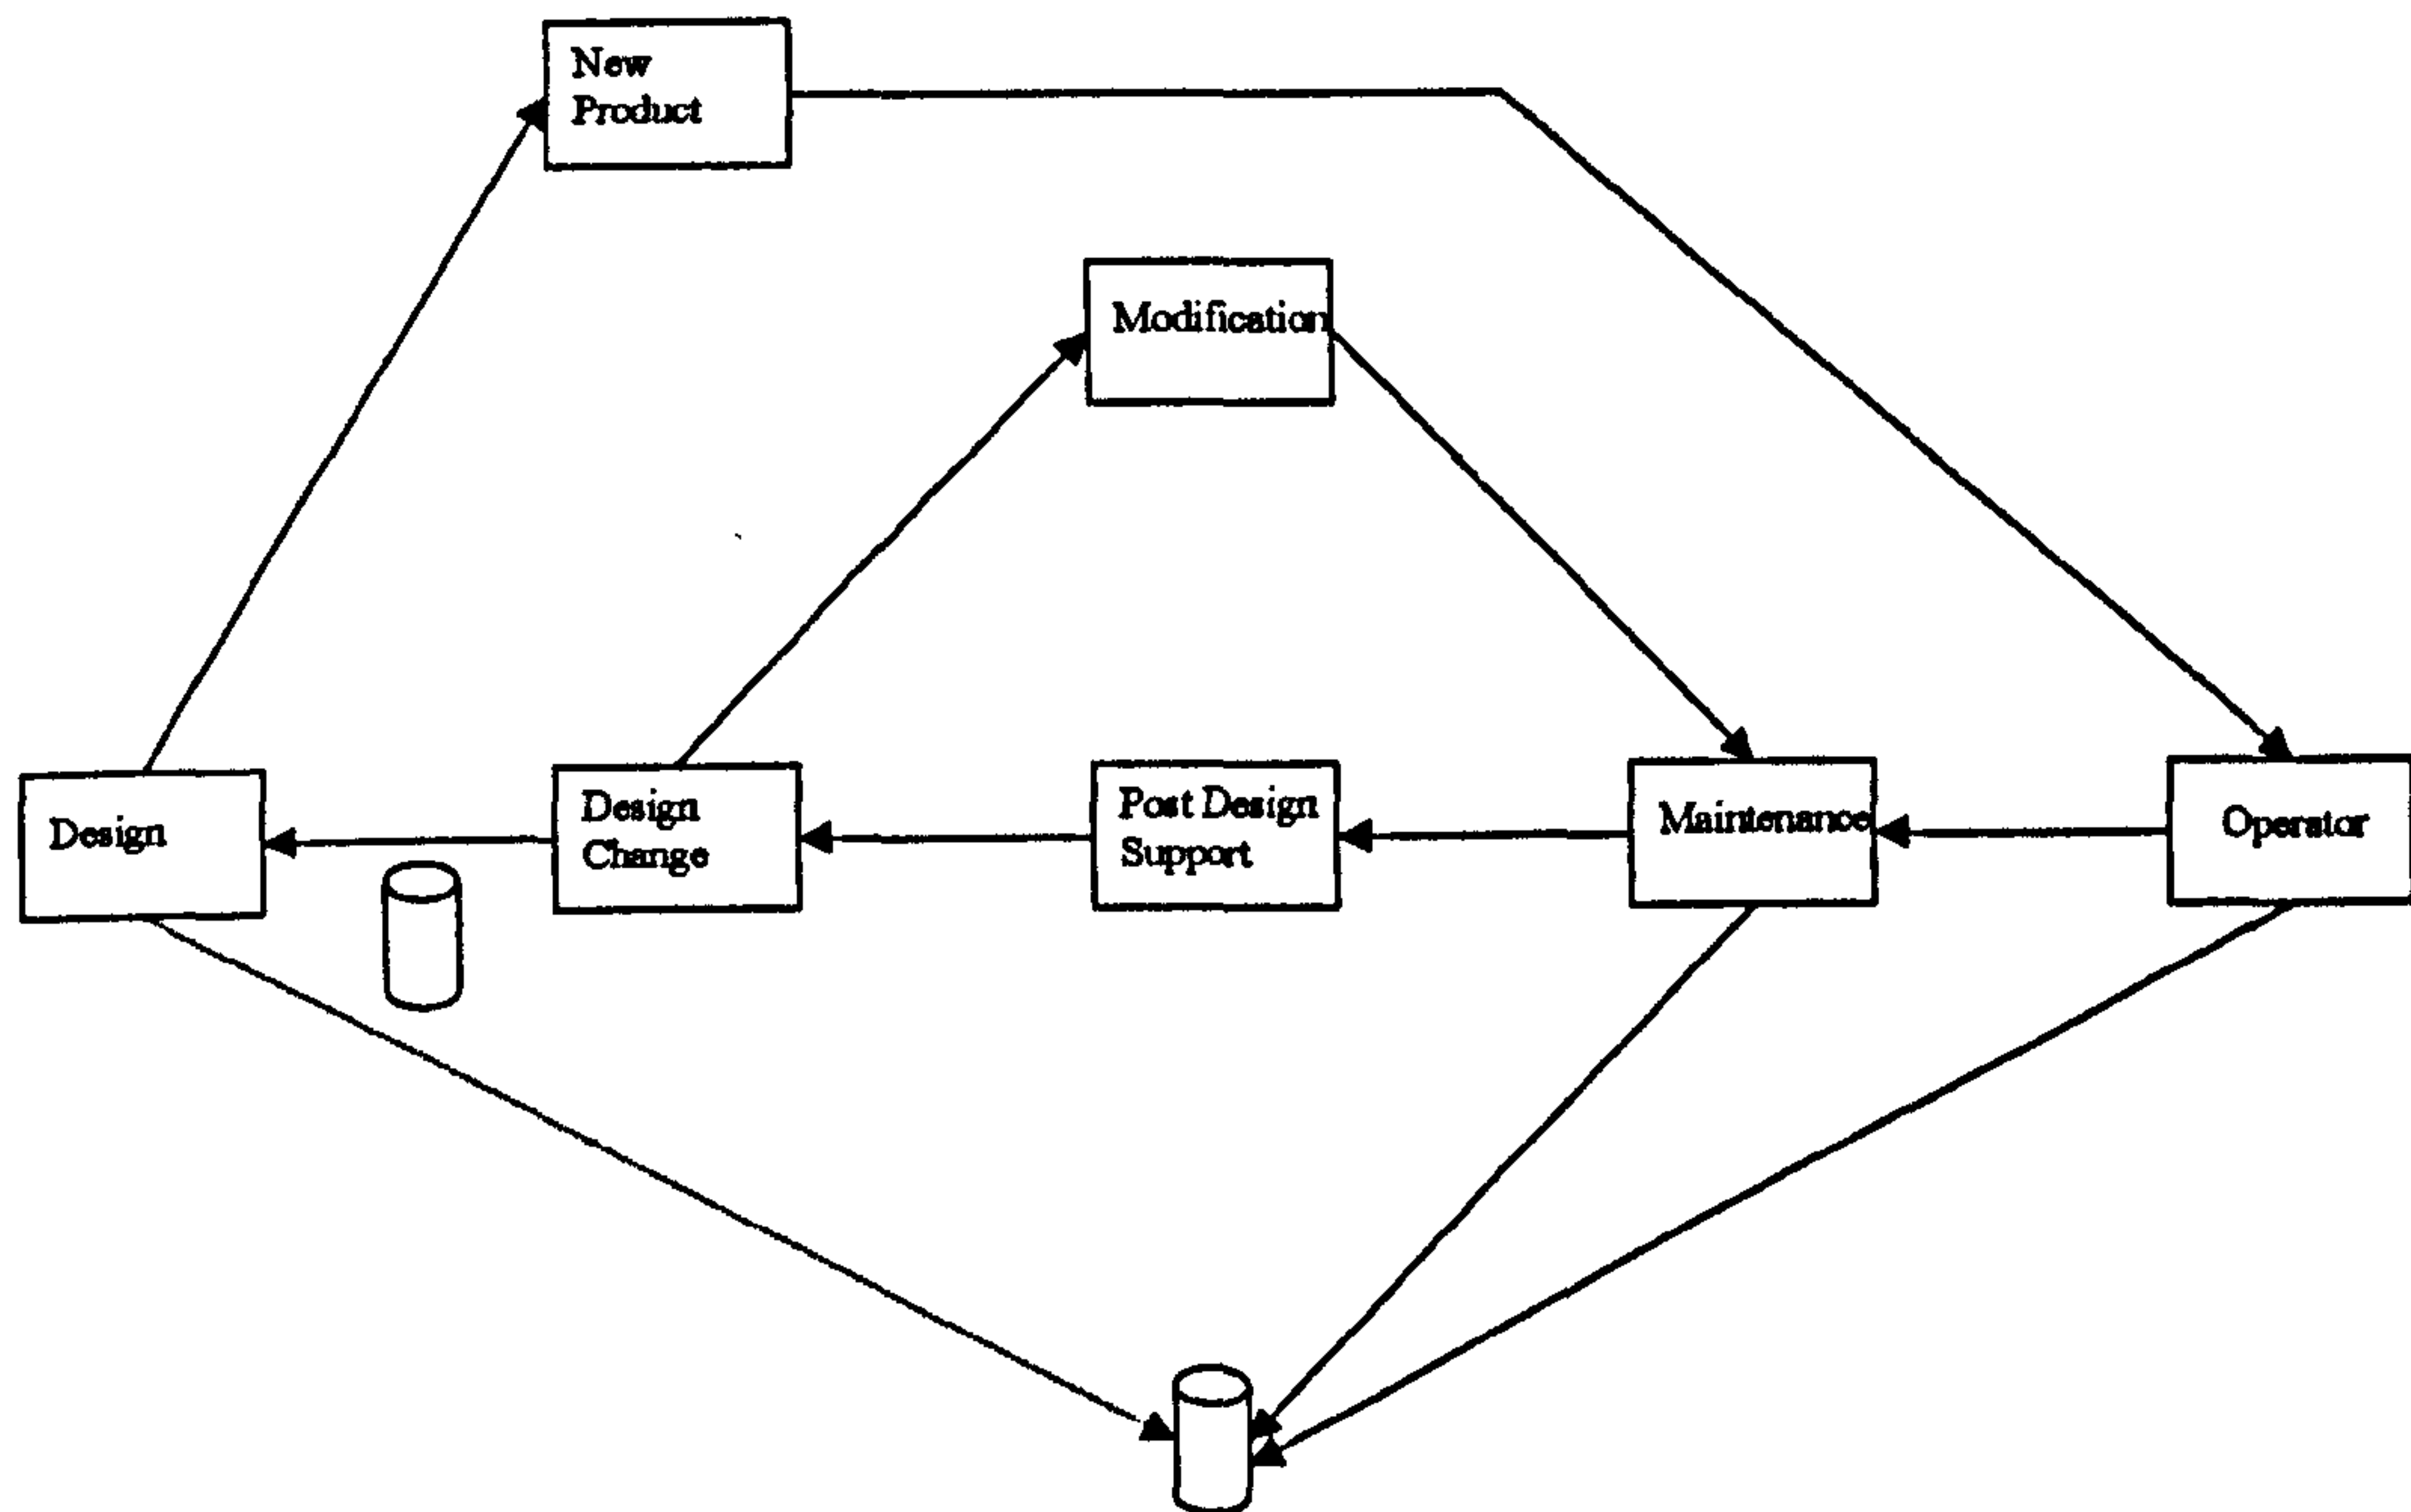 New
Product
Modification
Design
Design
Change
Post Design
Support
Maintenance
Operator